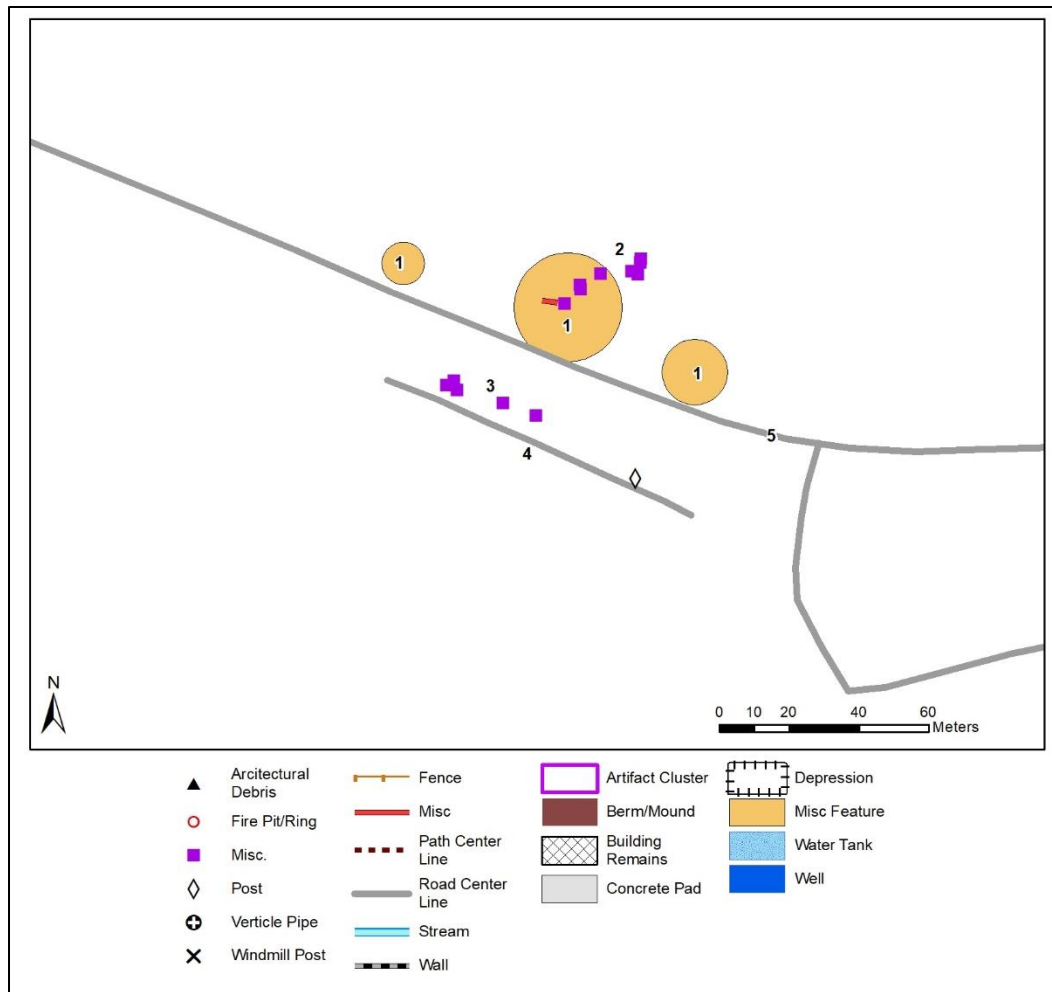 2
1
1
1
3
4
5
N
0 10 20 40 60
Meters
Arcitectural
Debris
Fire Pit/Ring
Misc.
Post
Verticle Pipe
Windmill Post
Fence
Misc
Path Center
Line
Road Center
Line
Stream
Wall
Artifact Cluster
Berm/Mound
Building
Remains
Concrete Pad
Depression
Misc Feature
Water Tank
Well